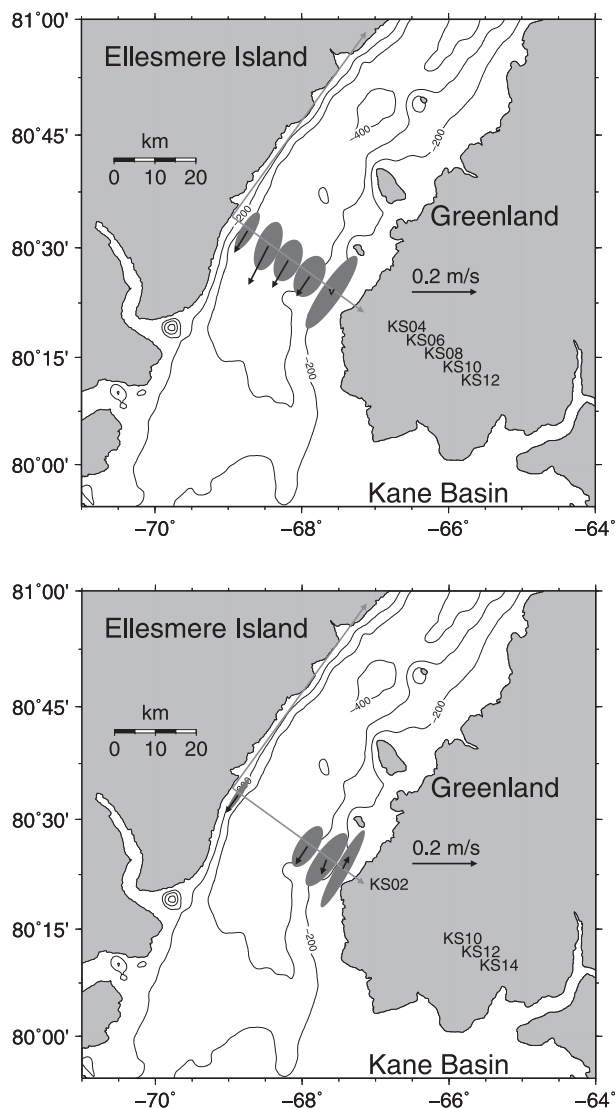 81°00'
Ellesmere Island
−400
−200
80°45'
km
0 10 20
−200
Greenland
80°30'
0.2 m/s
KS04
KS06
KS08
KS10
KS12
80°15'
−200
80°00'
Kane Basin
−70° −68° −66° −64°
81°00'
Ellesmere Island
−400
−200
80°45'
km
0 10 20
Greenland
80°30'
0.2 m/s
KS02
80°15'
−200
KS10
KS12
KS14
80°00'
Kane Basin
−70° −68° −66° −64°